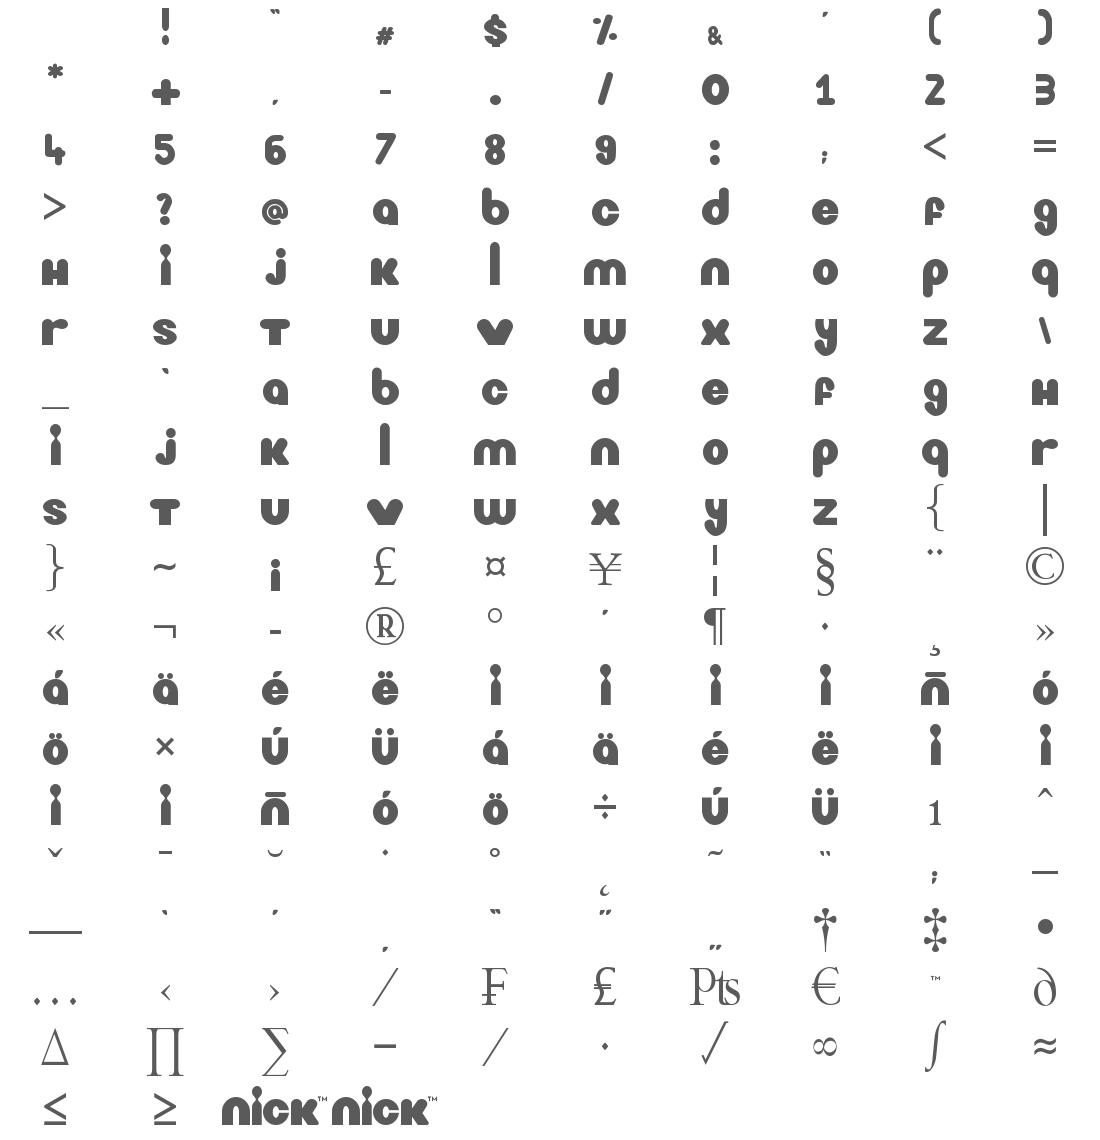 ! " # $ % & ' ( )
* + , - . / 0 1 2 3
4 5 6 7 8 9 : ; < =
> ? @ a b c d e f g
H i j K l m n o p q
r s T u v w x y z \
_ ` a b c d e f g H
i j K l m n o p q r
s T u v w x y z { |
} ~ ¡ £ ¤ ¥ ¦ § ¨ ©
« ¬ - ® ° ´ ¶ · ¸ »
á ä é ë i i i i ñ ó
ö × ú ü á ä é ë i i
i i ñ ó ö ÷ ú ü ı ˆ
ˇ ˉ ˘ ˙ ˚ ˛ ˜ ˝ ; –
— ‘ ’ ‚ “ ” „ † ‡ •
… ‹ › ⁄ ₣ ₤ ₧ € ™ ∂
∆ ∏ ∑ − ∕ ∙ √ ∞ ∫ ≈
≤ ≥ niCK™ niCK™